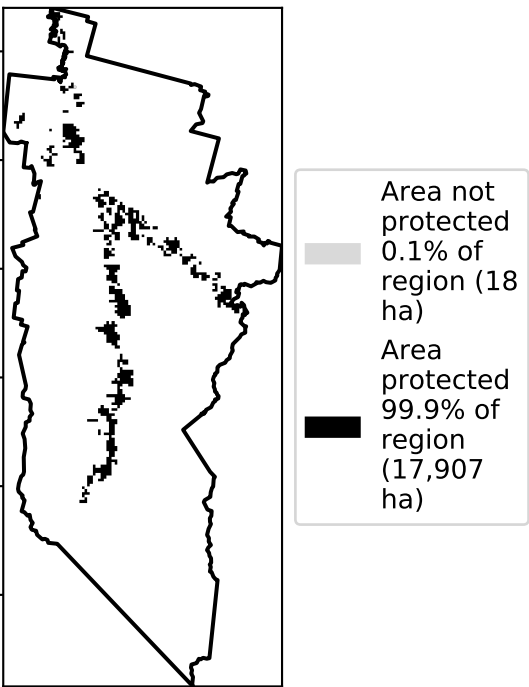 Area not
protected
0.1% of
region (18
ha)
Area
protected
99.9% of
region
(17,907
ha)